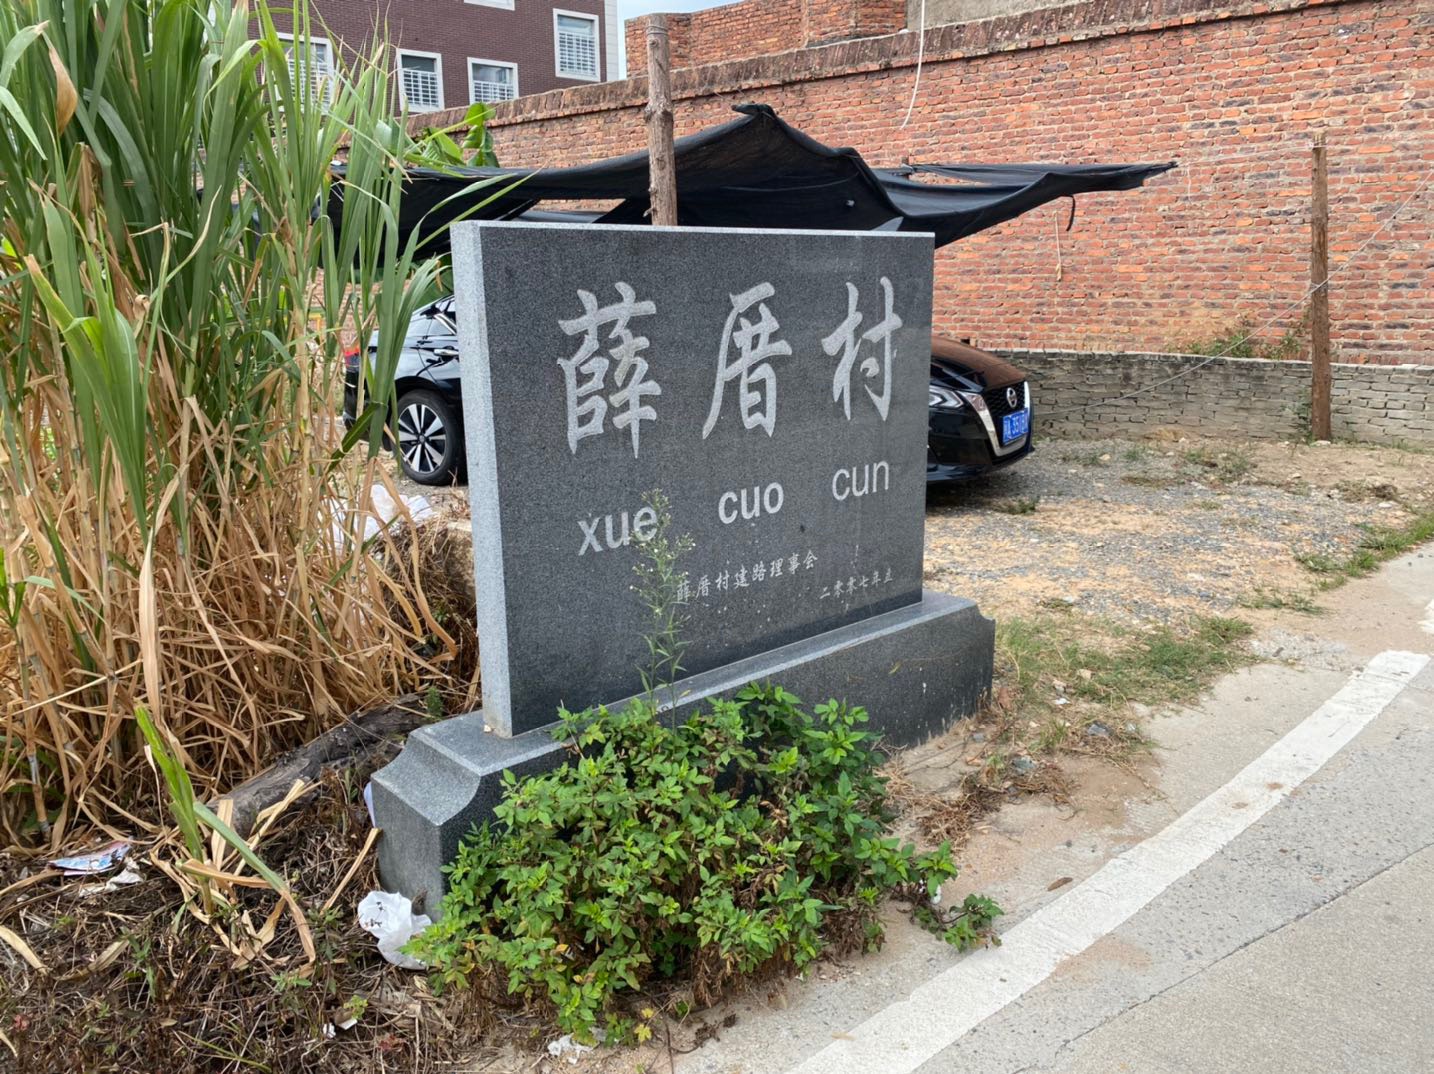 薛厝村
xue cuo cun
薛厝村建路理事会
二零零七年立